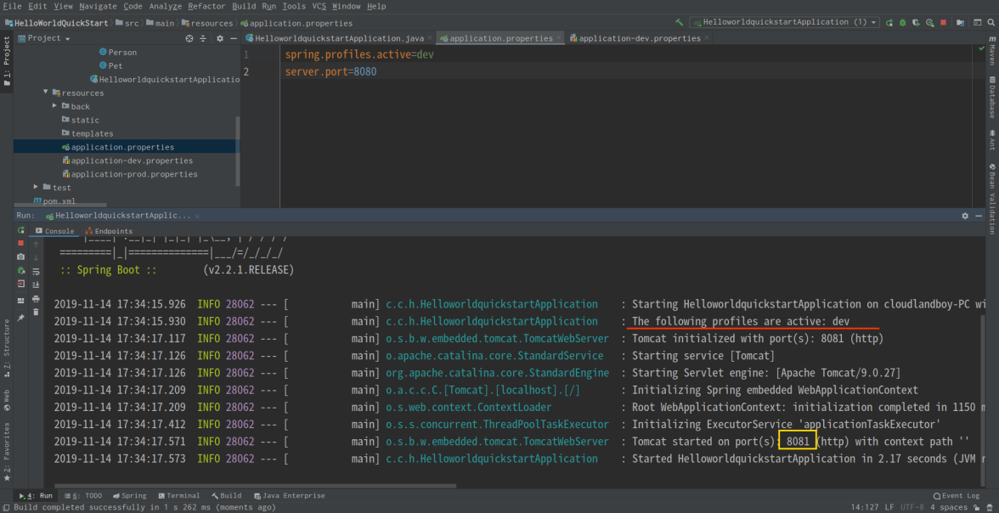 File Edit View Navigate Code Analyze Refactor Build Run Tools VCS Window Help
HelloWorldQuickStart src main resources application.properties HelloworldquickstartApplication (1)
Project HelloworldquickstartApplication.java application.properties application-dev.properties
1: Project
Person
Pet
HelloworldquickstartApplicatio
resources
back
static
templates
application.properties
application-dev.properties
application-prod.properties
test
pom.xml
1 spring.profiles.active=dev
2 server.port=8080
Maven
Database
Ant
Bean Validation
Run: HelloworldquickstartApplic...
Console Endpoints
=========|_|==============|___/=/_/_/_/
:: Spring Boot :: (v2.2.1.RELEASE)
2019-11-14 17:34:15.926 INFO 28062 --- [ main] c.c.h.HelloworldquickstartApplication : Starting HelloworldquickstartApplication on cloudlandboy-PC wi
2019-11-14 17:34:15.930 INFO 28062 --- [ main] c.c.h.HelloworldquickstartApplication : The following profiles are active: dev
2019-11-14 17:34:17.117 INFO 28062 --- [ main] o.s.b.w.embedded.tomcat.TomcatWebServer : Tomcat initialized with port(s): 8081 (http)
2019-11-14 17:34:17.126 INFO 28062 --- [ main] o.apache.catalina.core.StandardService : Starting service [Tomcat]
2019-11-14 17:34:17.126 INFO 28062 --- [ main] org.apache.catalina.core.StandardEngine : Starting Servlet engine: [Apache Tomcat/9.0.27]
2019-11-14 17:34:17.209 INFO 28062 --- [ main] o.a.c.c.C.[Tomcat].[localhost].[/] : Initializing Spring embedded WebApplicationContext
2019-11-14 17:34:17.209 INFO 28062 --- [ main] o.s.web.context.ContextLoader : Root WebApplicationContext: initialization completed in 1150 m
2019-11-14 17:34:17.412 INFO 28062 --- [ main] o.s.s.concurrent.ThreadPoolTaskExecutor : Initializing ExecutorService 'applicationTaskExecutor'
2019-11-14 17:34:17.571 INFO 28062 --- [ main] o.s.b.w.embedded.tomcat.TomcatWebServer : Tomcat started on port(s): 8081 (http) with context path ''
2019-11-14 17:34:17.573 INFO 28062 --- [ main] c.c.h.HelloworldquickstartApplication : Started HelloworldquickstartApplication in 2.17 seconds (JVM r
Z: Structure
Web
2: Favorites
4: Run 6: TODO Spring Terminal Build Java Enterprise Event Log
Build completed successfully in 1 s 262 ms (moments ago) 14:127 LF UTF-8 4 spaces